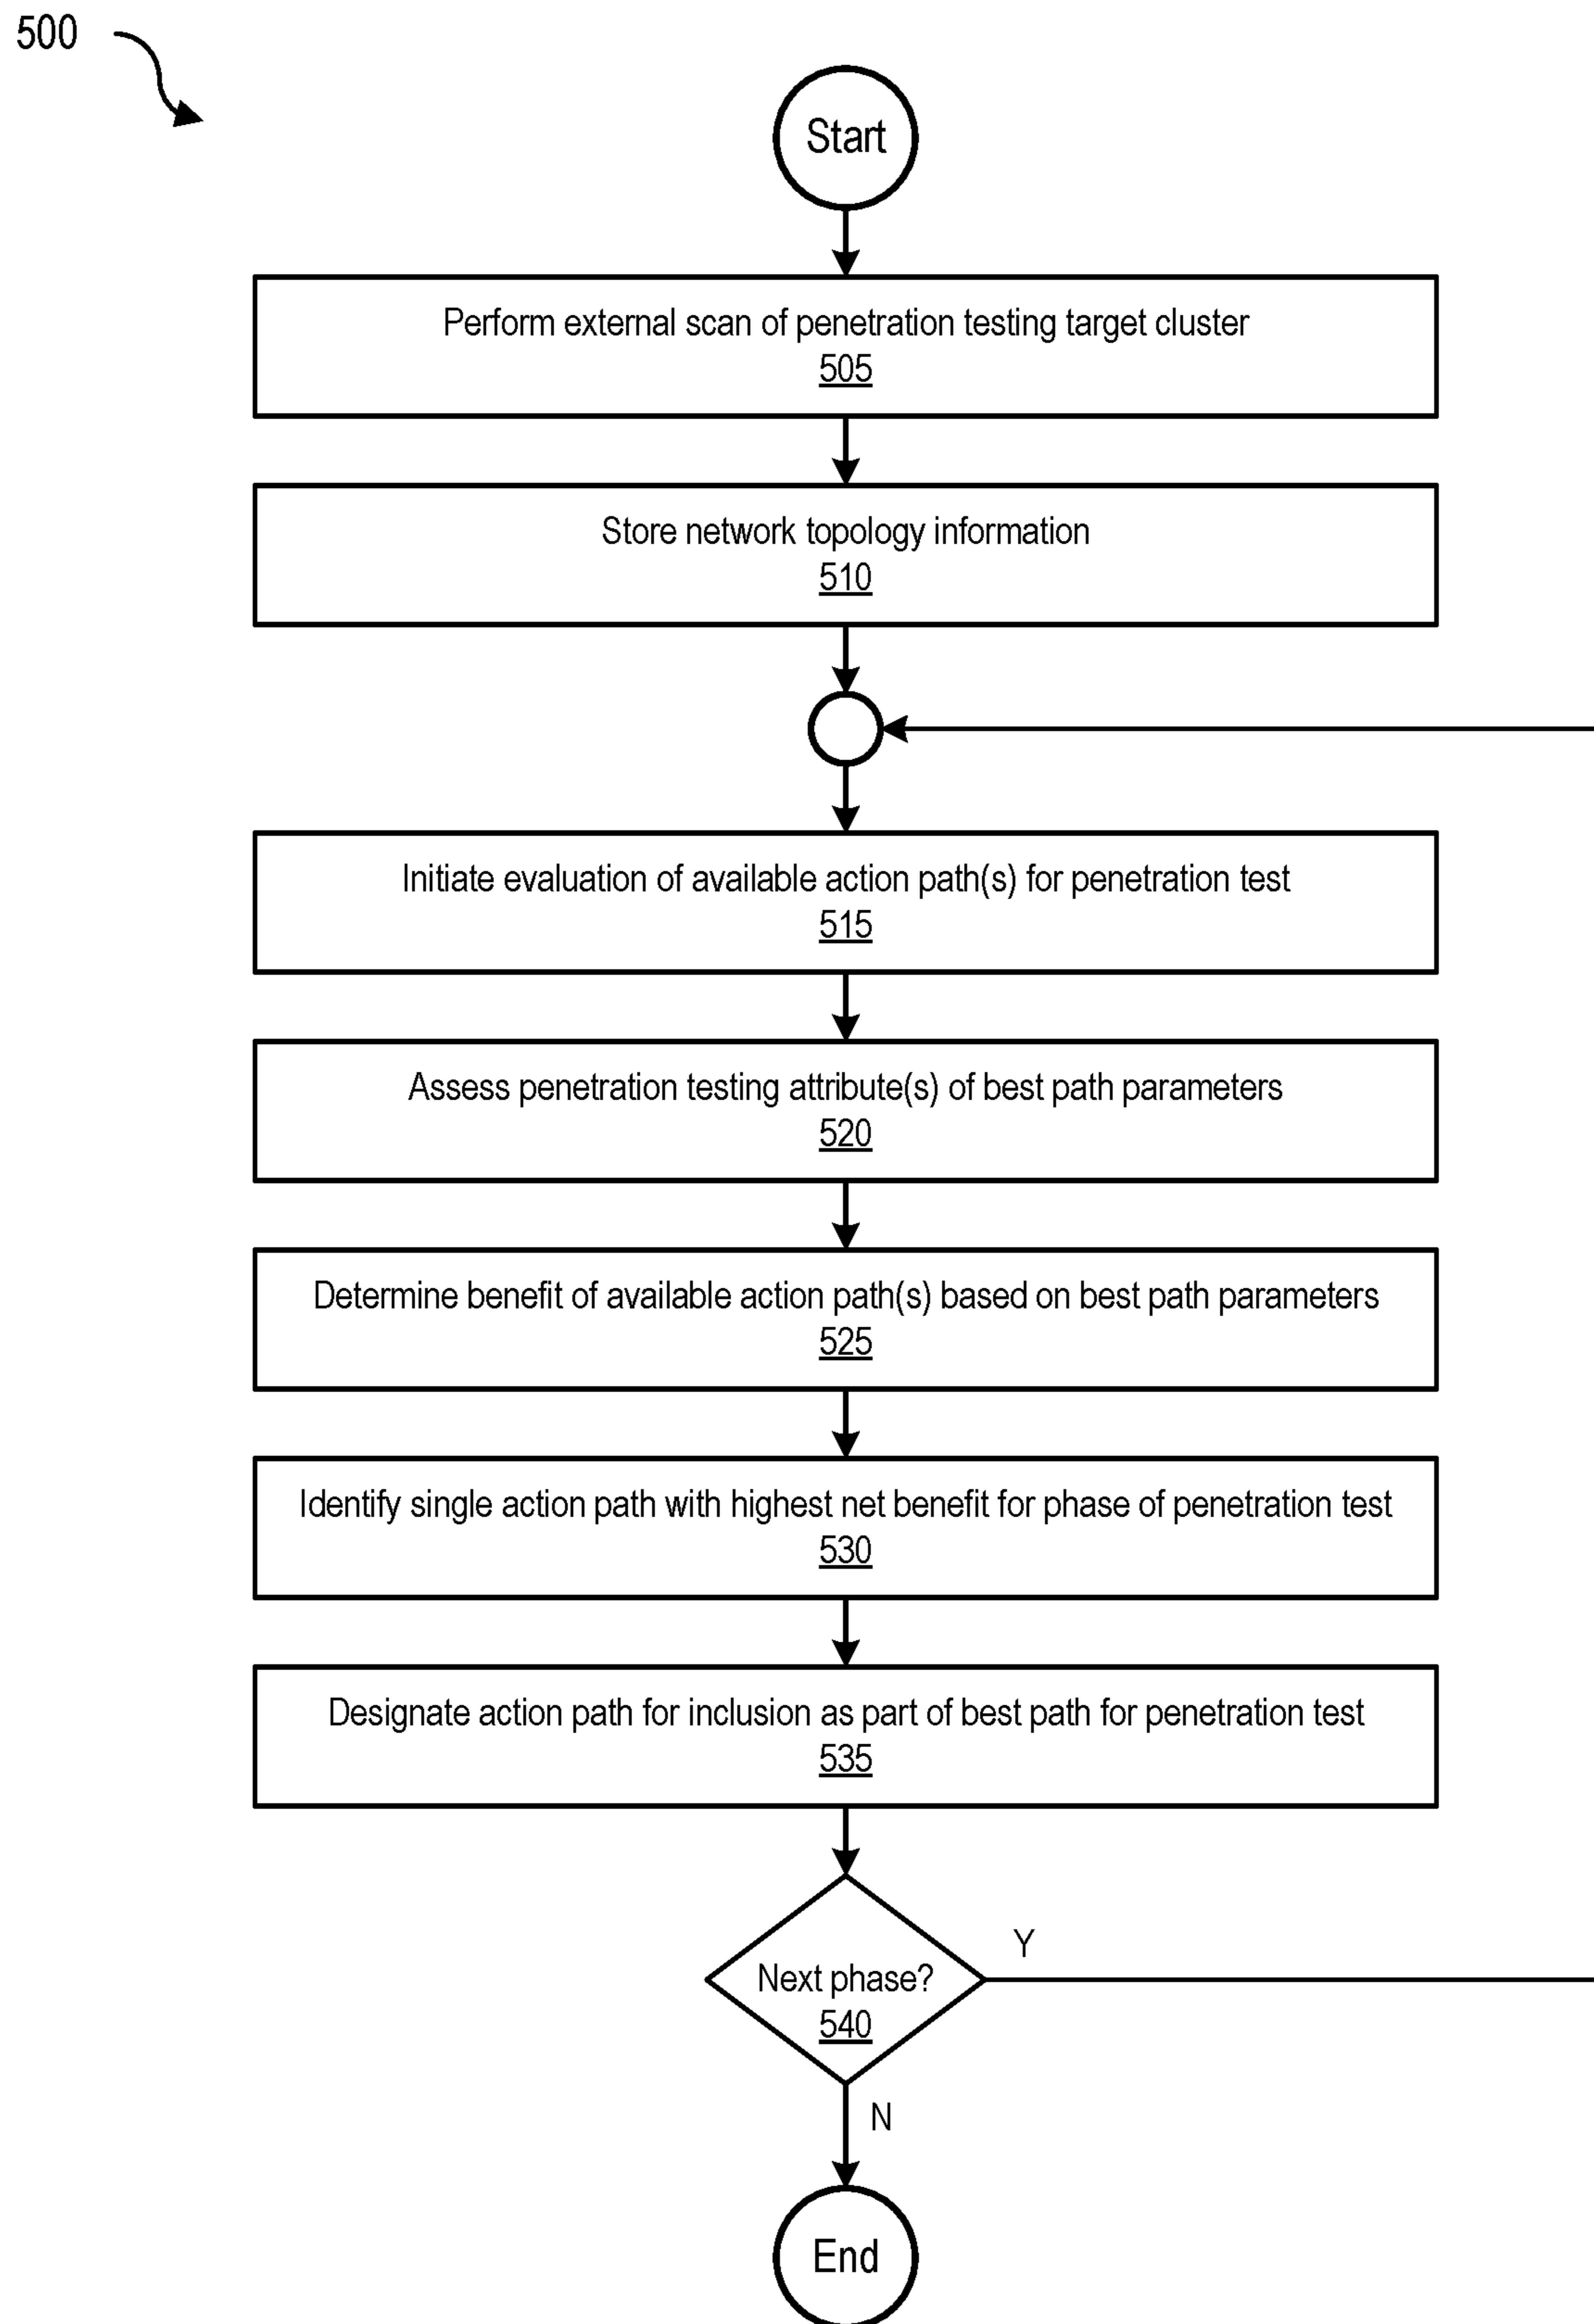 500
Start
Perform external scan of penetration testing target cluster
505
Store network topology information
510
Initiate evaluation of available action path(s) for penetration test
515
Assess penetration testing attribute(s) of best path parameters
520
Determine benefit of available action path(s) based on best path parameters
525
Identify single action path with highest net benefit for phase of penetration test
530
Designate action path for inclusion as part of best path for penetration test
535
Y
Next phase?
540
N
End